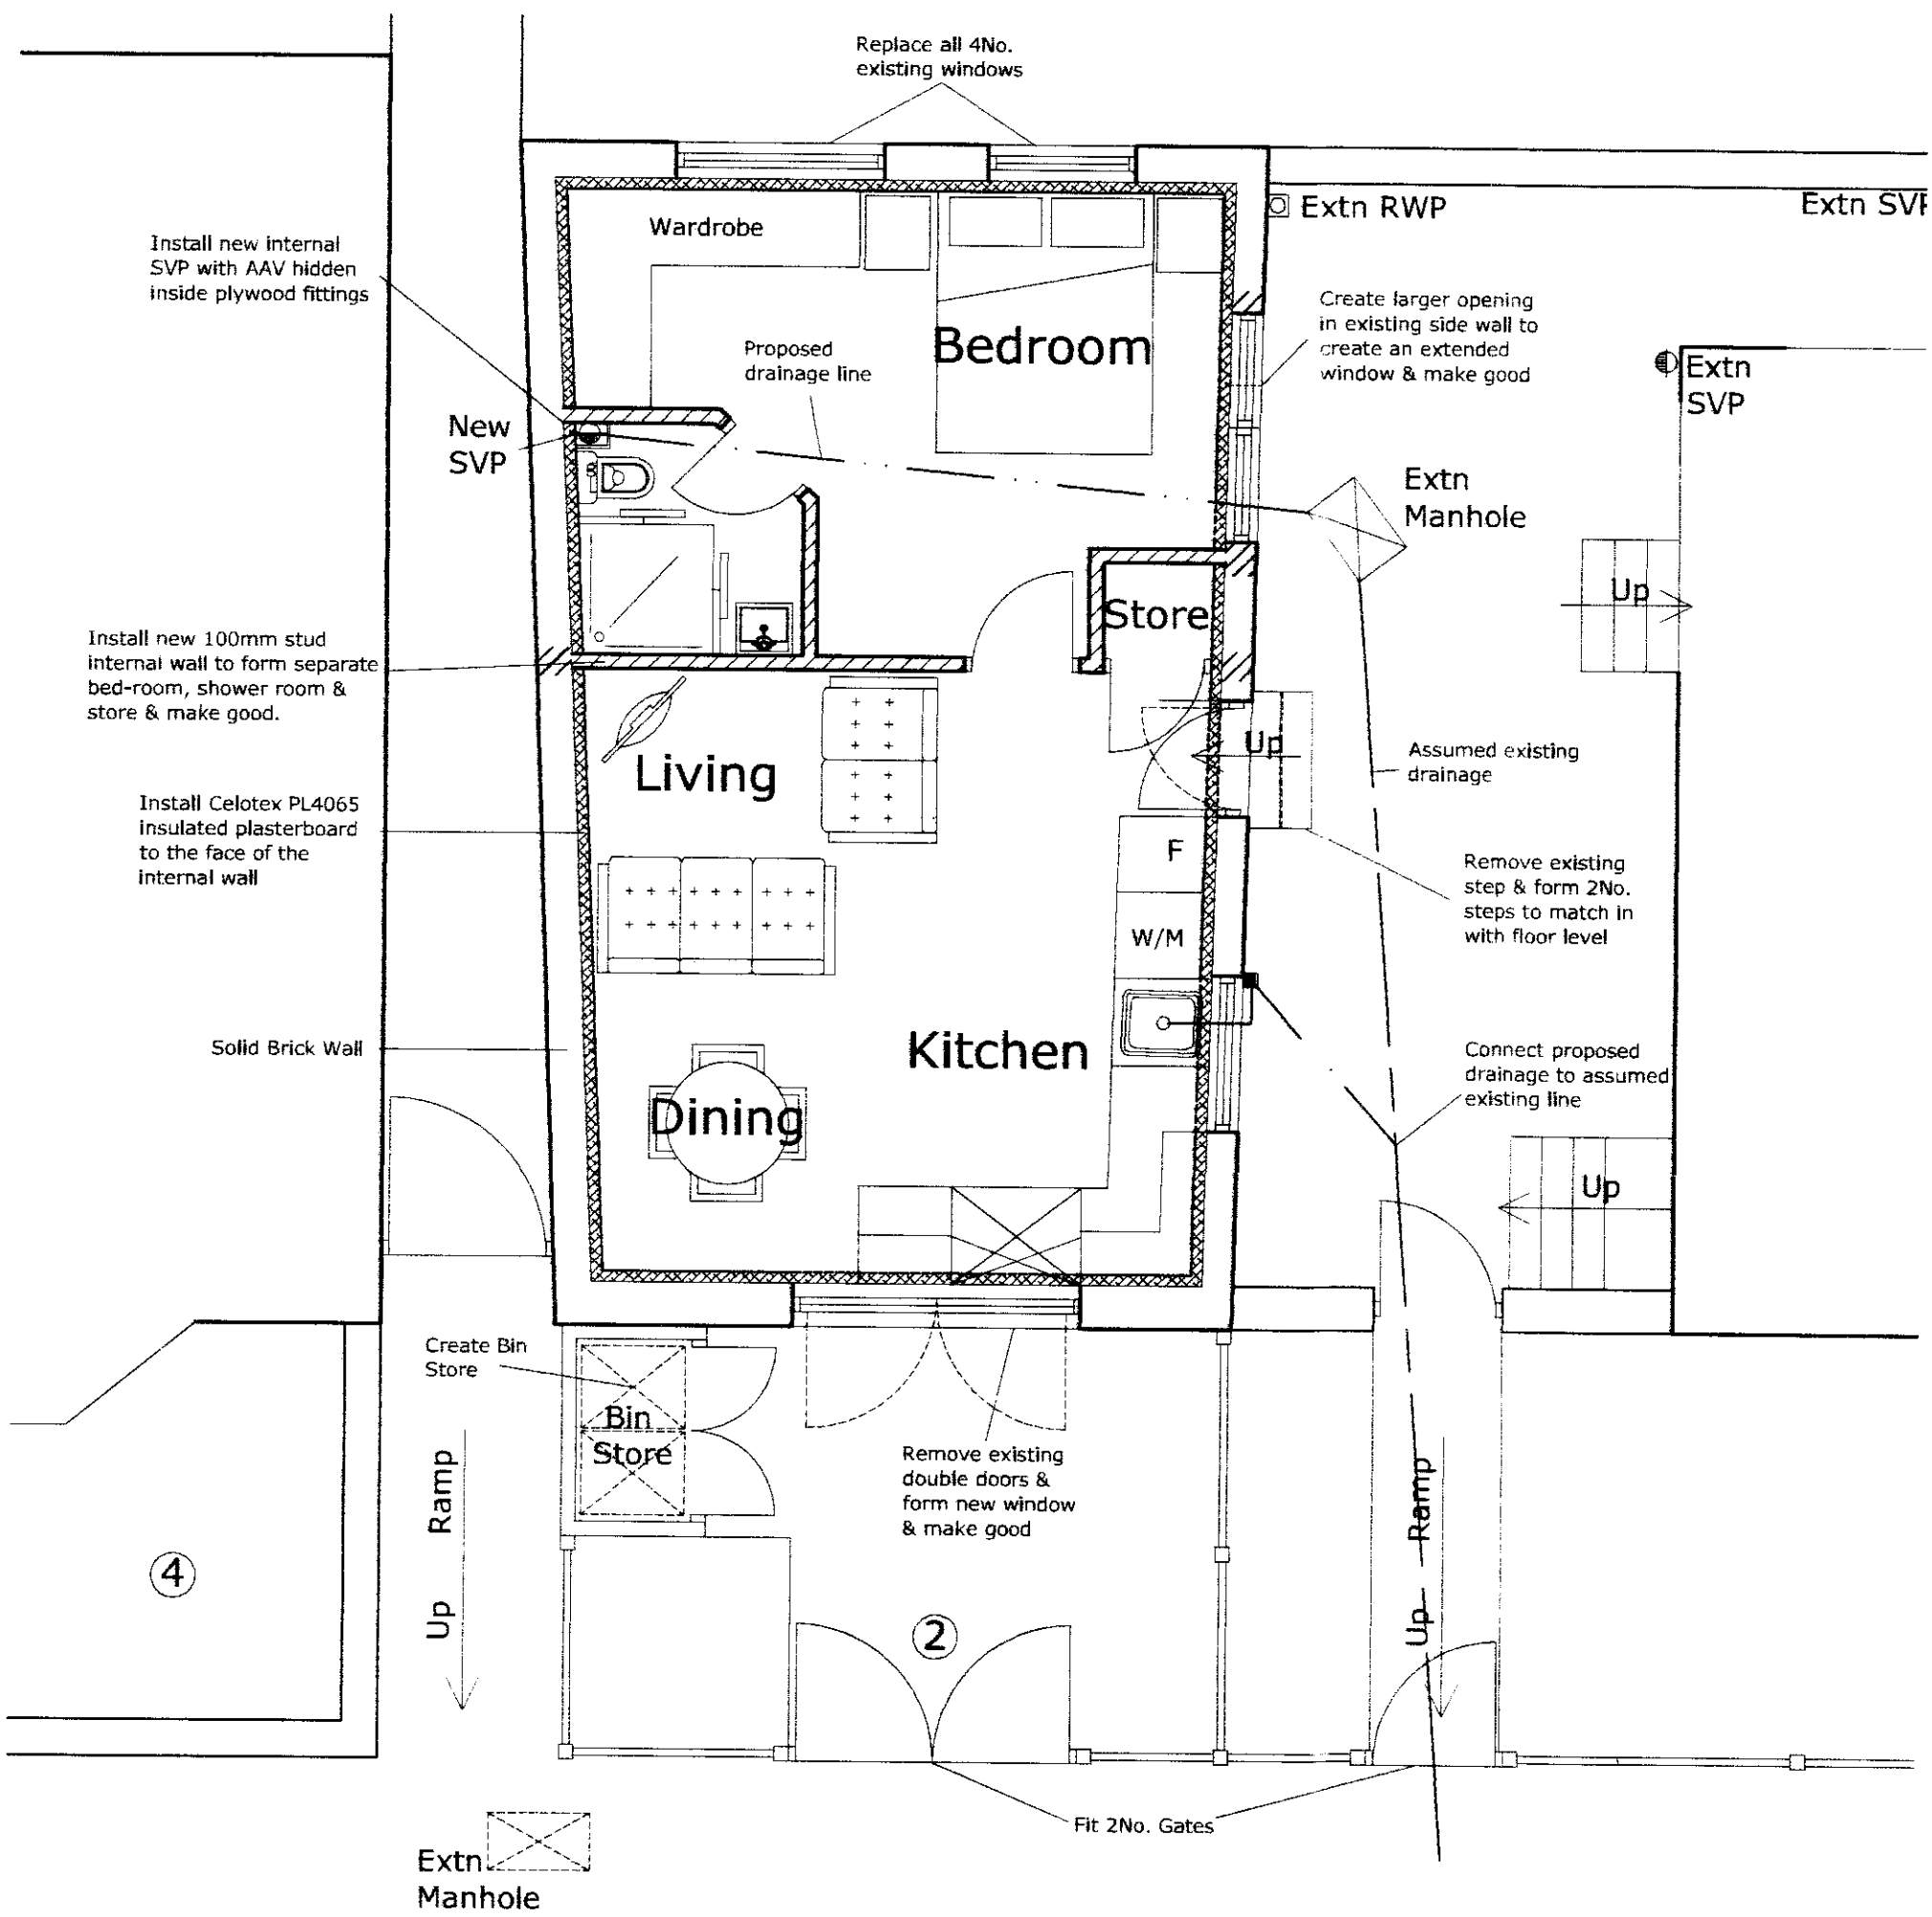 Replace all 4No.
existing windows
Extn RWP
Extn SVP
Wardrobe
Install new internal
SVP with AAV hidden
inside plywood fittings
Create larger opening
in existing side wall to
create an extended
window & make good
Bedroom
Proposed
drainage line
Extn
SVP
New
SVP
Extn
Manhole
Up
Store
Install new 100mm stud
internal wall to form separate
bed-room, shower room &
store & make good.
Living
Up
Assumed existing
drainage
Install Celotex PL4065
insulated plasterboard
to the face of the
internal wall
F
Remove existing
step & form 2No.
steps to match in
with floor level
W/M
Solid Brick Wall
Kitchen
Connect proposed
drainage to assumed
existing line
Dining
Up
Create Bin
Store
Bin
Store
Remove existing
double doors &
form new window
& make good
Up Ramp
Up Ramp
4
2
Fit 2No. Gates
Extn
Manhole